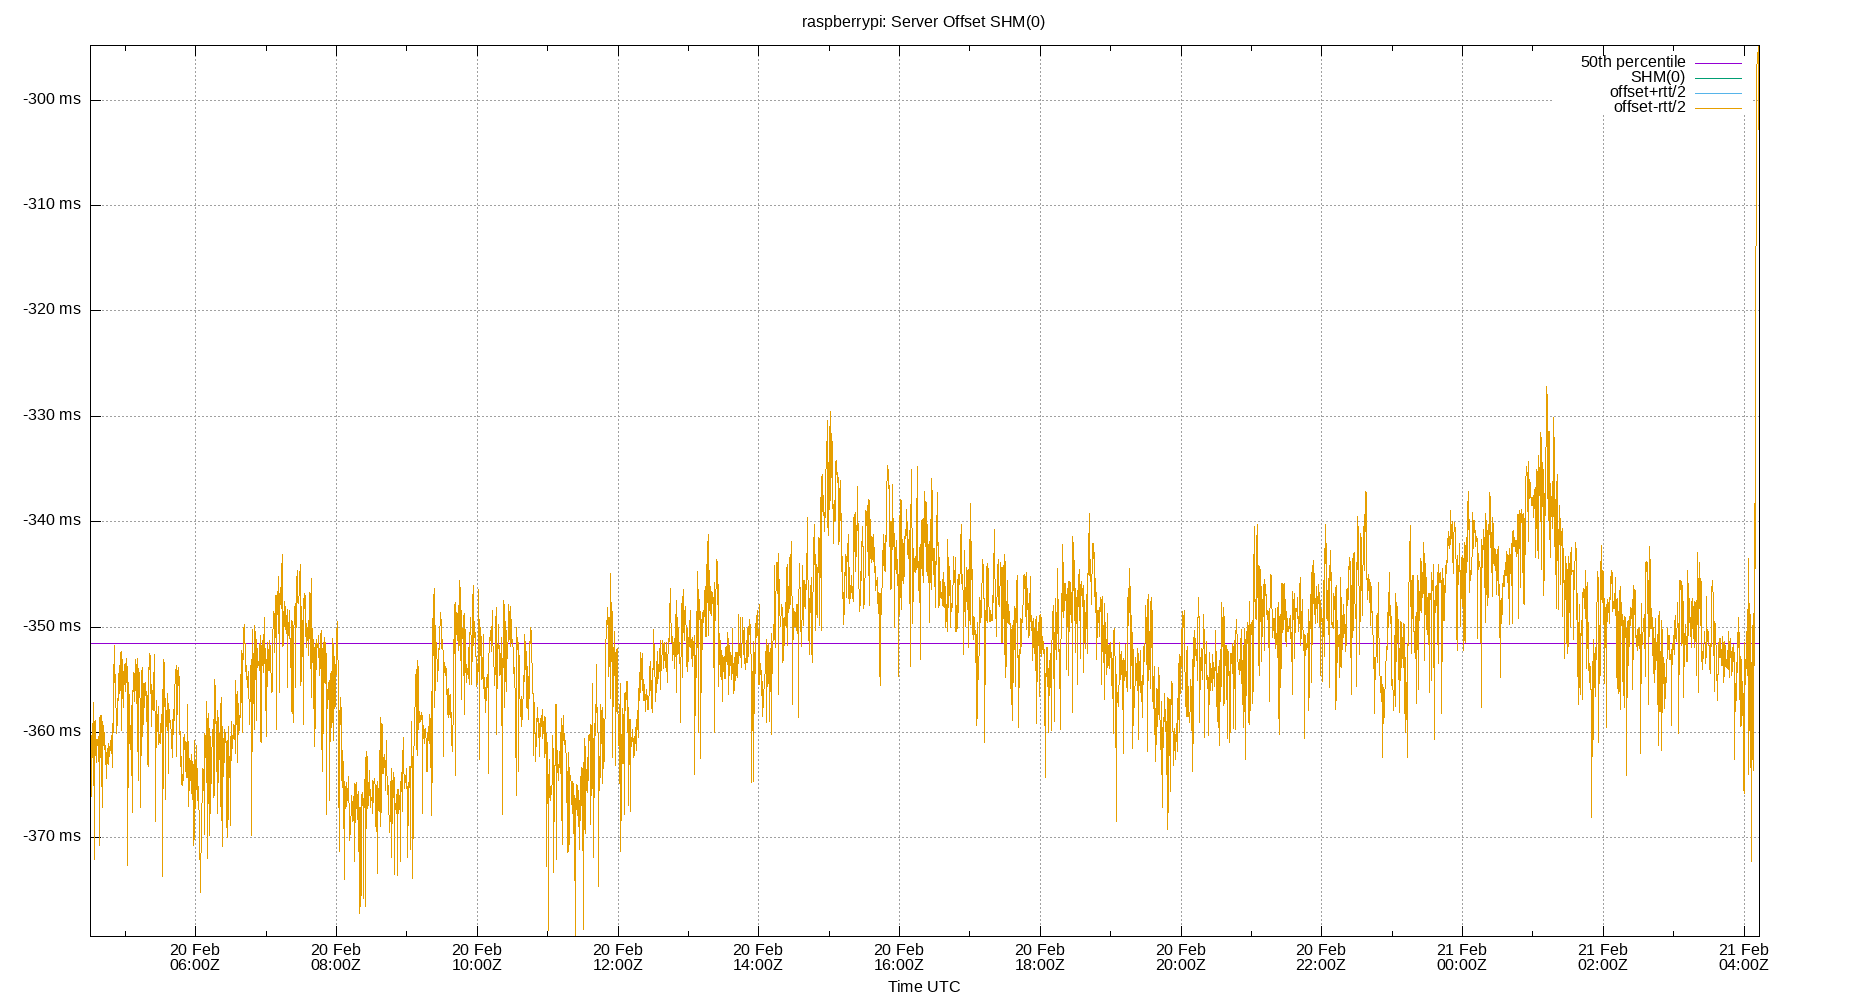 raspberrypi: Server Offset SHM(0)
50th percentile
SHM(0)
offset+rtt/2
offset-rtt/2
-300 ms
-310 ms
-320 ms
-330 ms
-340 ms
-350 ms
-360 ms
-370 ms
20 Feb 20 Feb 20 Feb 20 Feb 20 Feb 20 Feb 20 Feb 20 Feb 20 Feb 21 Feb 21 Feb 21 Feb
06:00Z 08:00Z 10:00Z 12:00Z 14:00Z 16:00Z 18:00Z 20:00Z 22:00Z 00:00Z 02:00Z 04:00Z
Time UTC